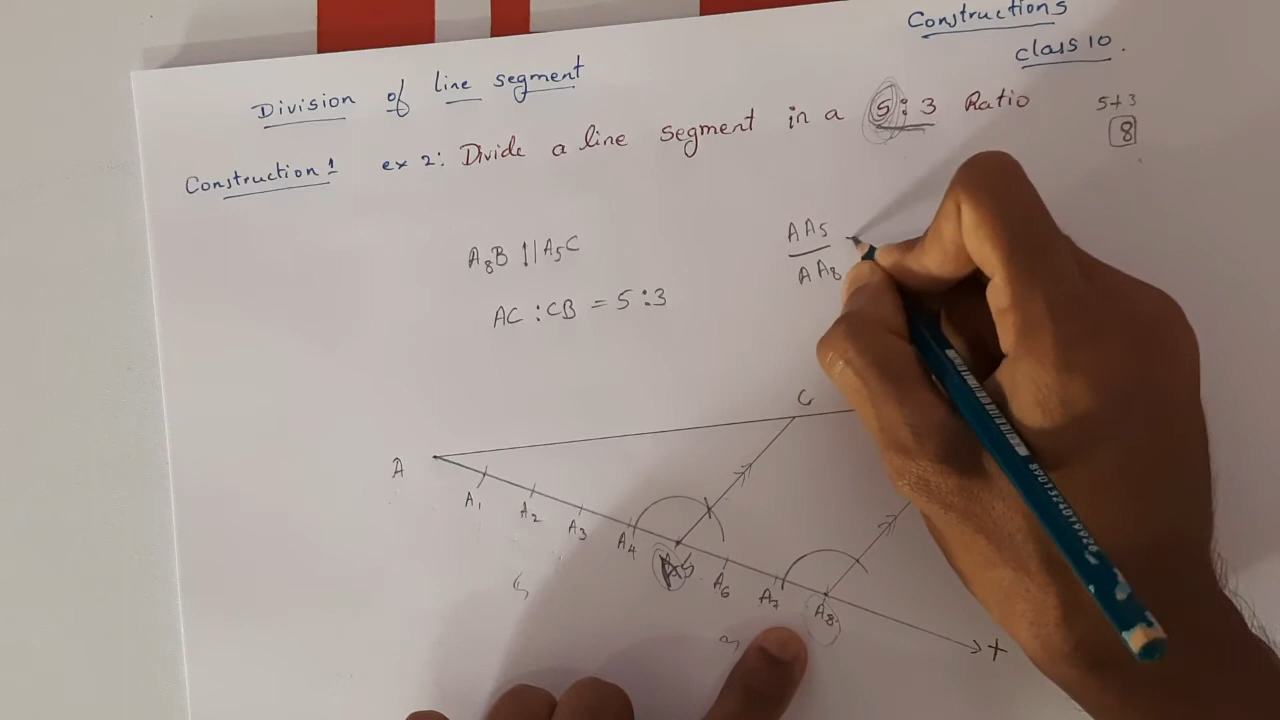 Constructions
class 10.
Division of line segment
Construction 1 ex 2: Divide a line segment in a 5:3 Ratio
5+3
8
A8B || A5C
AC : CB = 5:3
AA5
AA8
C
A
A1
A2
A3
A4
A5
A6
A7
A8
5
3
X
8901324019926